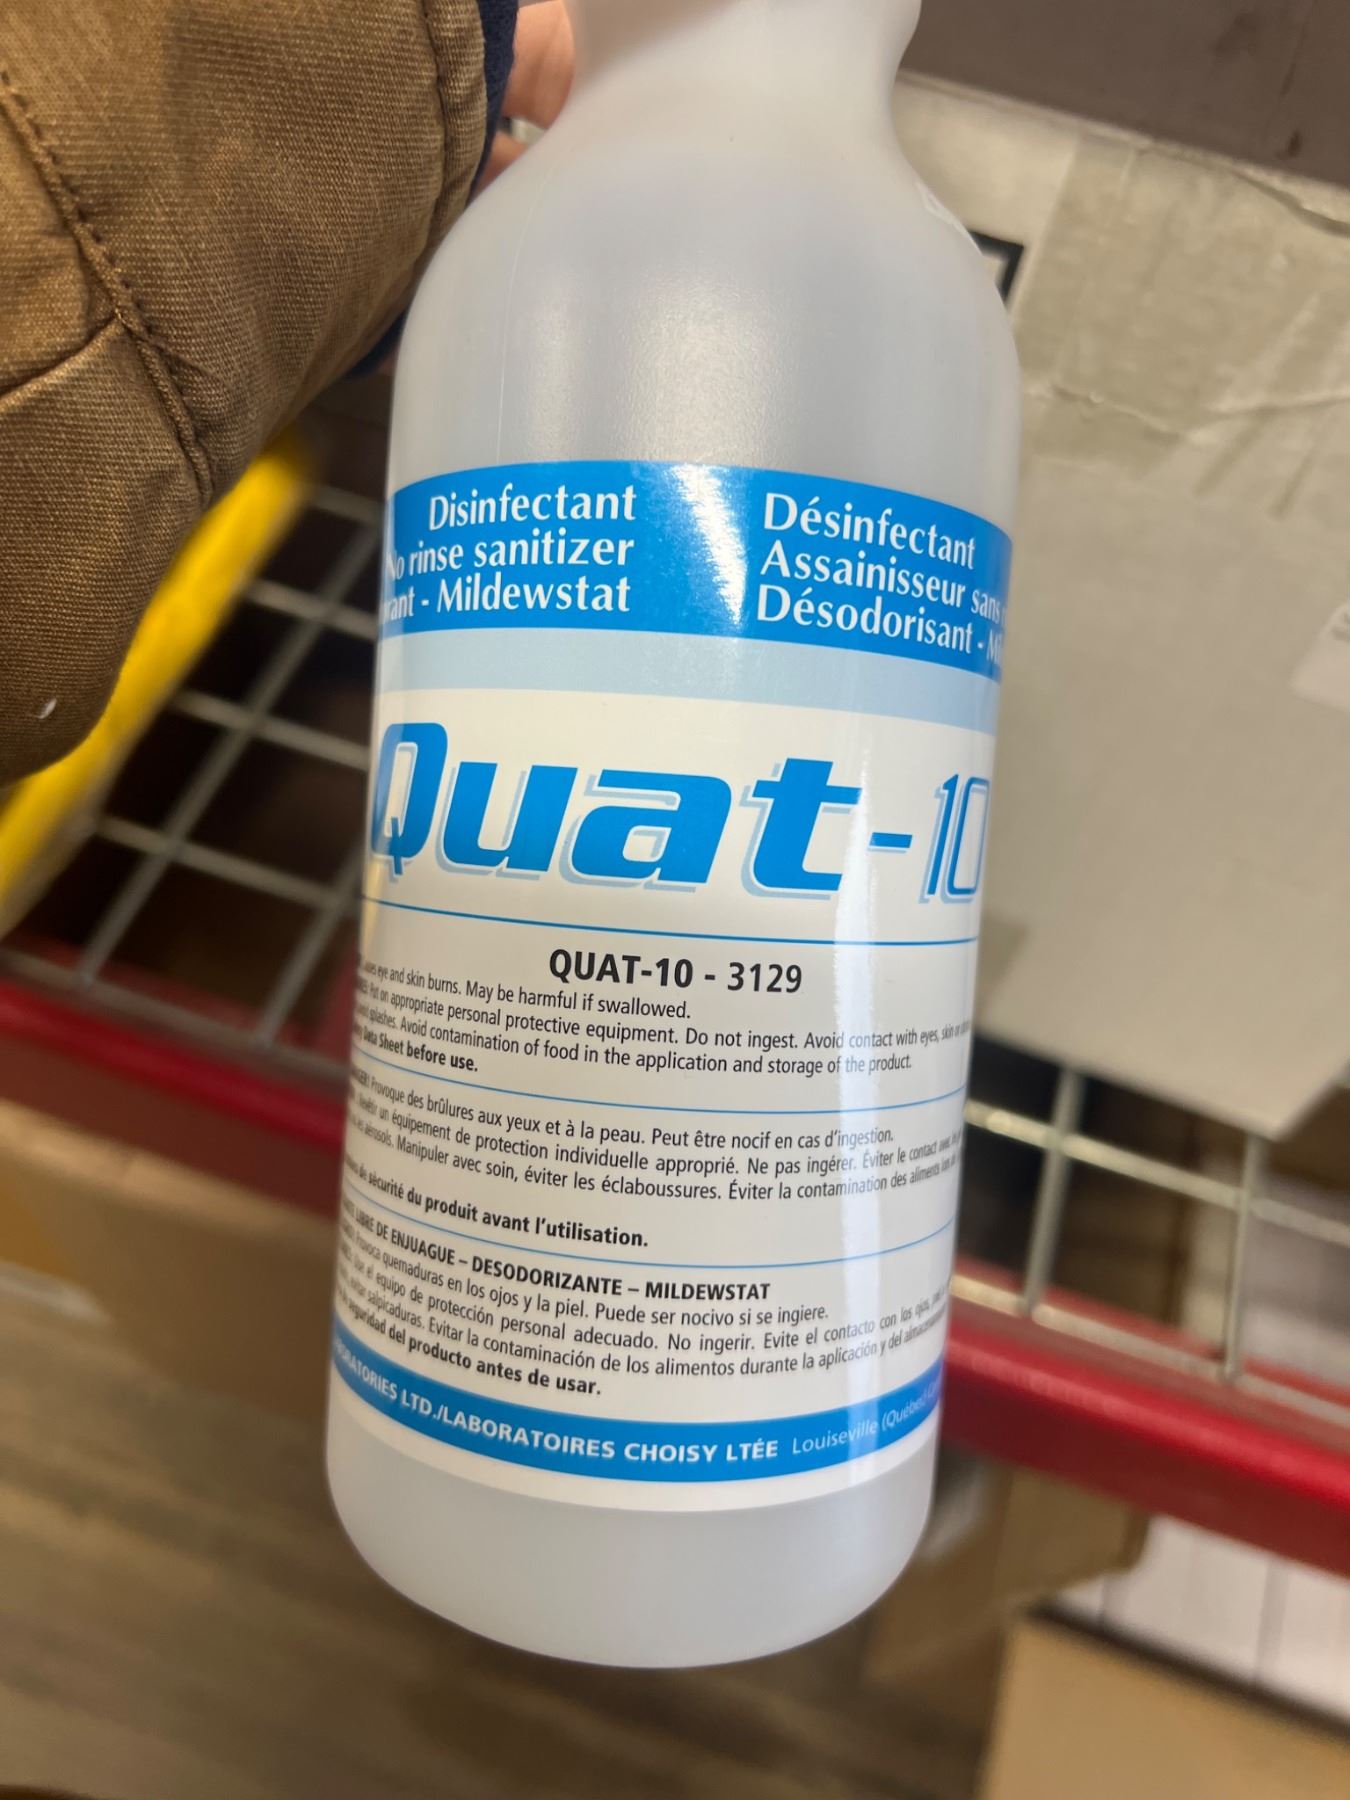 Disinfectant
No rinse sanitizer
- Mildewstat
Désinfectant
Assainisseur sans
Désodorisant -
Quat-10
QUAT-10 - 3129
eye and skin burns. May be harmful if swallowed.
Put on appropriate personal protective equipment. Do not ingest. Avoid contact with eyes, skin or
splashes. Avoid contamination of food in the application and storage of the product.
Data Sheet before use.
Provoque des brûlures aux yeux et à la peau. Peut être nocif en cas d'ingestion.
un équipement de protection individuelle approprié. Ne pas ingérer. Éviter le contact avec
aérosols. Manipuler avec soin, éviter les éclaboussures. Éviter la contamination des aliments
de sécurité du produit avant l'utilisation.
LIBRE DE ENJUAGUE – DESODORIZANTE – MILDEWSTAT
Provoca quemaduras en los ojos y la piel. Puede ser nocivo si se ingiere.
el equipo de protección personal adecuado. No ingerir. Evite el contacto con los ojos,
salpicaduras. Evitar la contaminación de los alimentos durante la aplicación y del
seguridad del producto antes de usar.
LTD./LABORATOIRES CHOISY LTÉE Louiseville (Québec)